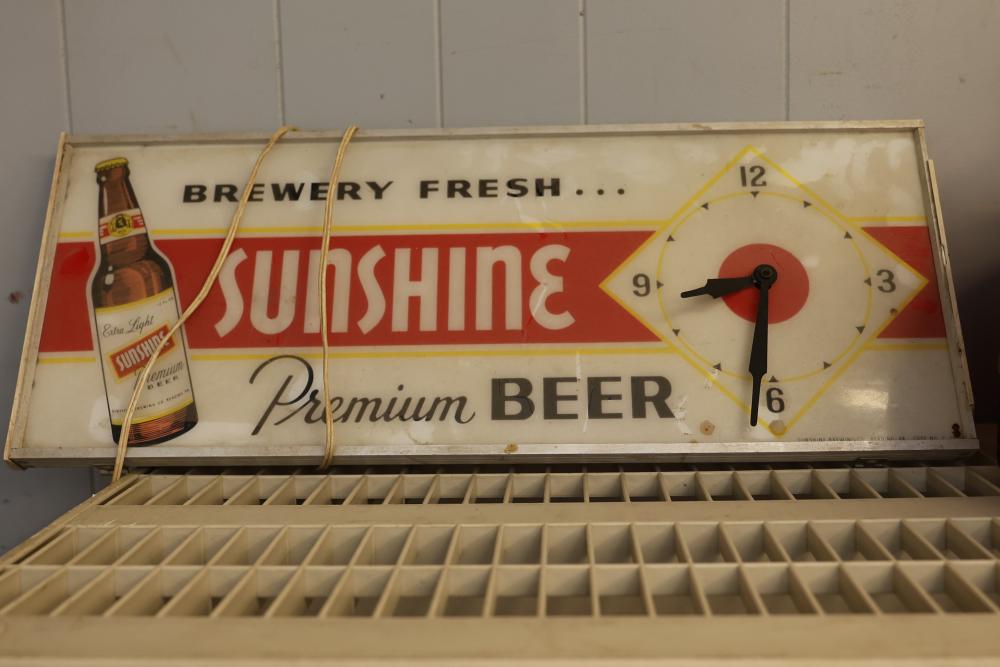 BREWERY FRESH...
SUNSHINE
Premium BEER
Extra Light
SUNSHINE
Premium
BEER
12
9
3
6